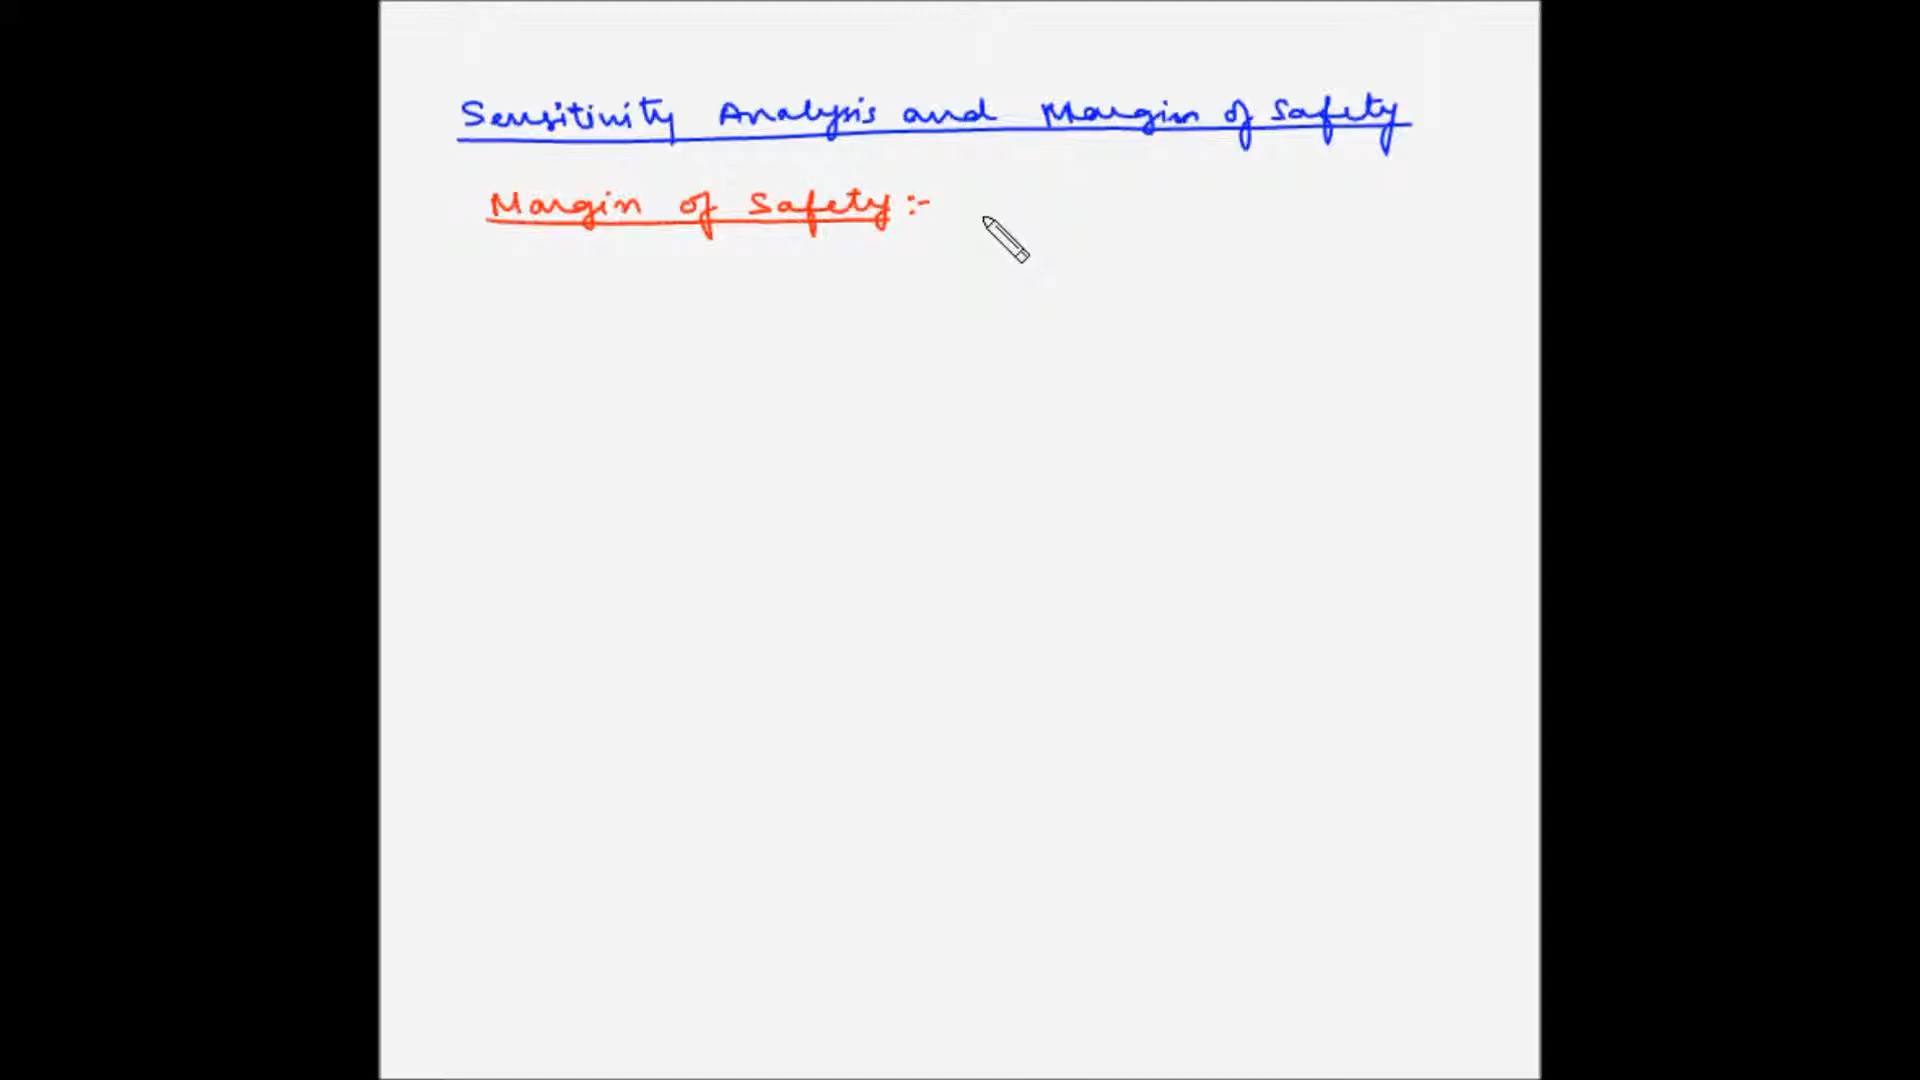 Sensitivity Analysis and Margin of Safety
Margin of Safety :-